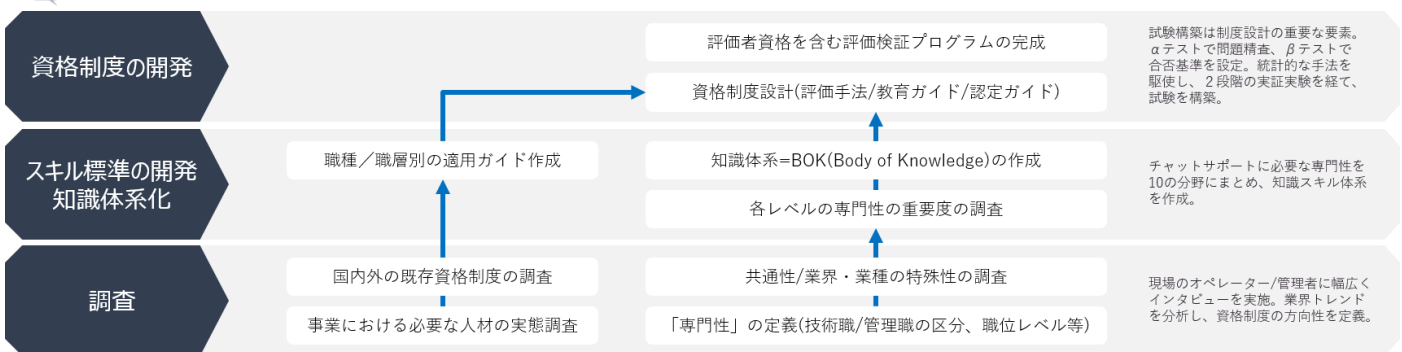 資格制度の開発
評価者資格を含む評価検証プログラムの完成
資格制度設計(評価手法/教育ガイド/認定ガイド)
試験構築は制度設計の重要な要素。
αテストで問題精査、βテストで
合否基準を設定。統計的な手法を
駆使し、２段階の実証実験を経て、
試験を構築。
スキル標準の開発
知識体系化
職種／職層別の適用ガイド作成
知識体系=BOK(Body of Knowledge)の作成
各レベルの専門性の重要度の調査
チャットサポートに必要な専門性を
10の分野にまとめ、知識スキル体系
を作成。
調査
国内外の既存資格制度の調査
事業における必要な人材の実態調査
共通性/業界・業種の特殊性の調査
「専門性」の定義(技術職/管理職の区分、職位レベル等)
現場のオペレーター/管理者に幅広く
インタビューを実施。業界トレンド
を分析し、資格制度の方向性を定義。